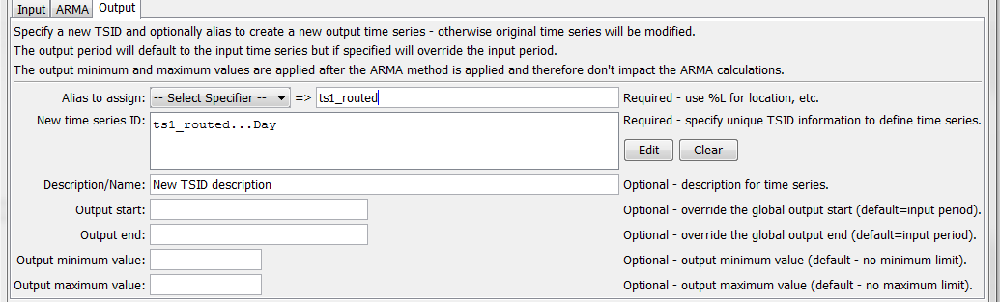 Input ARMA Output
Specify a new TSID and optionally alias to create a new output time series - otherwise original time series will be modified.
The output period will default to the input time series but if specified will override the input period.
The output minimum and maximum values are applied after the ARMA method is applied and therefore don't impact the ARMA calculations.
Alias to assign: -- Select Specifier -- => ts1_routed Required - use %L for location, etc.
New time series ID: ts1_routed...Day Required - specify unique TSID information to define time series.
Edit Clear
Description/Name: New TSID description Optional - description for time series.
Output start: Optional - override the global output start (default=input period).
Output end: Optional - override the global output end (default=input period).
Output minimum value: Optional - output minimum value (default - no minimum limit).
Output maximum value: Optional - output maximum value (default - no maximum limit).